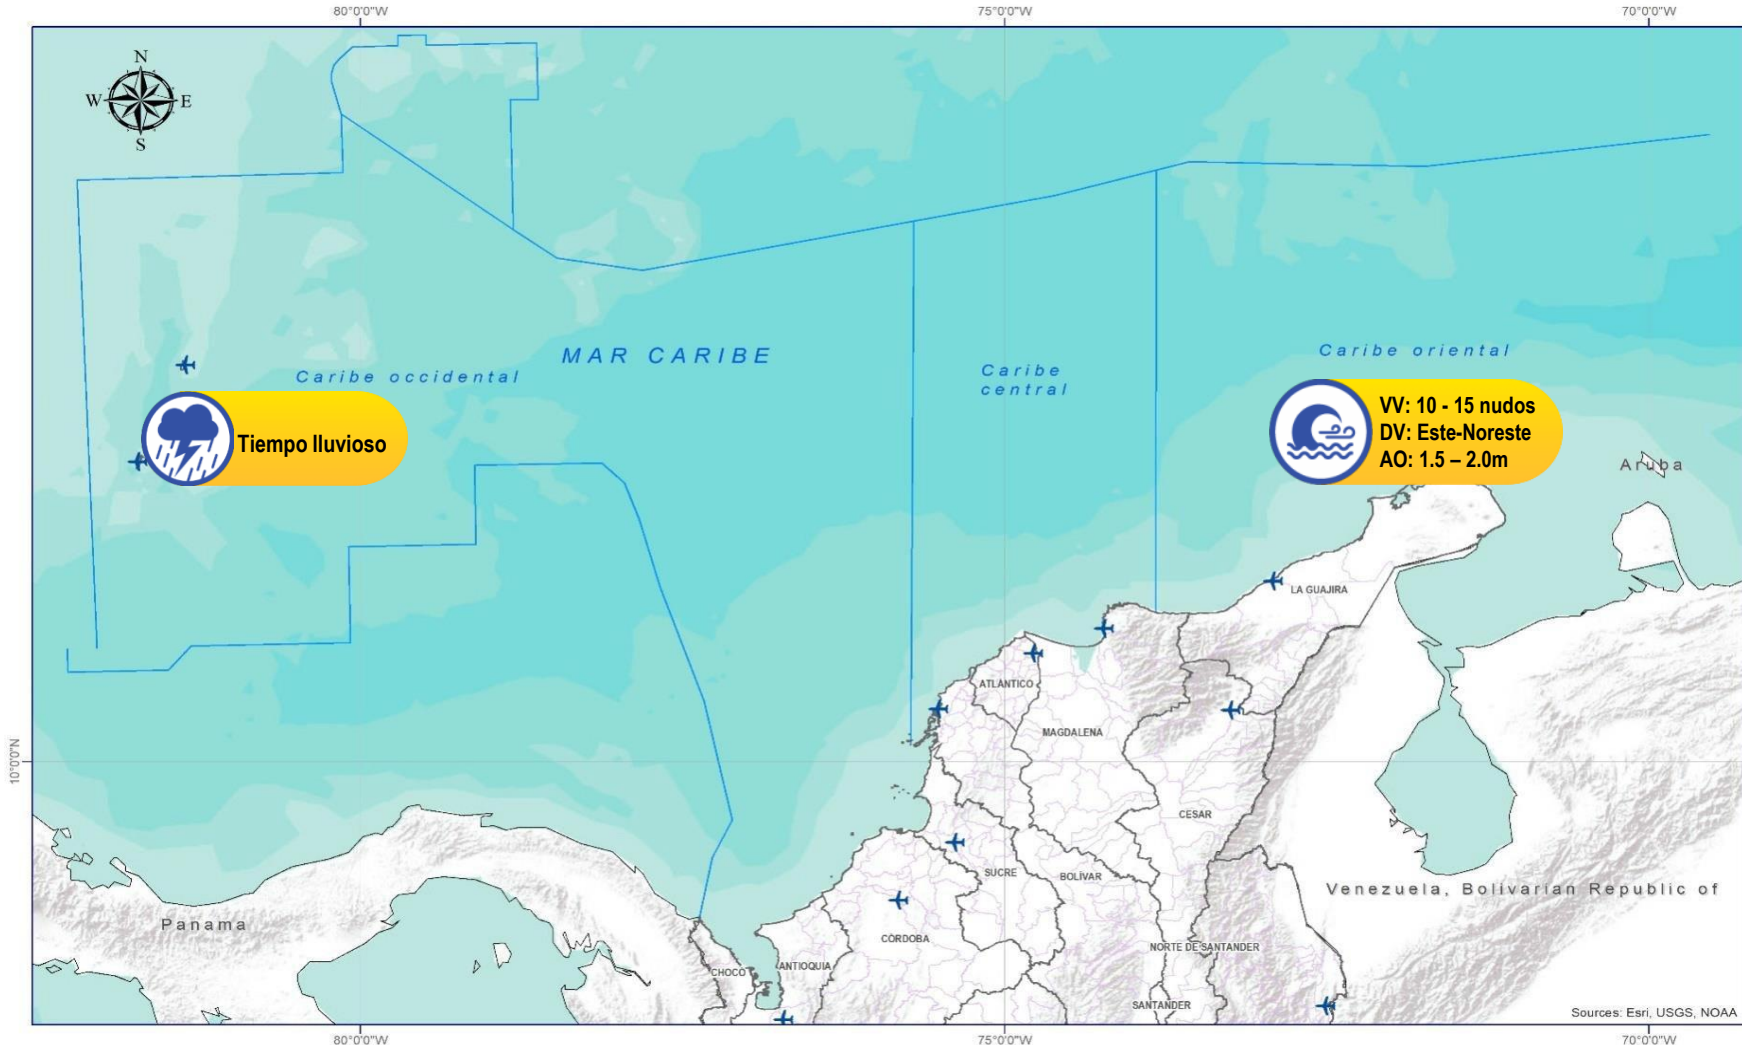 80°0'0"W
75°0'0"W
70°0'0"W
N
W
E
S
MAR CARIBE
Caribe occidental
Caribe
central
Caribe oriental
Tiempo lluvioso
VV: 10 - 15 nudos
DV: Este-Noreste
AO: 1.5 – 2.0m
Aruba
LA GUAJIRA
ATLÁNTICO
MAGDALENA
10°0'0"N
CESAR
SUCRE
BOLÍVAR
Venezuela, Bolivarian Republic of
Panama
CÓRDOBA
NORTE DE SANTANDER
CHOCÓ
ANTIOQUIA
SANTANDER
Sources: Esri, USGS, NOAA
80°0'0"W
75°0'0"W
70°0'0"W